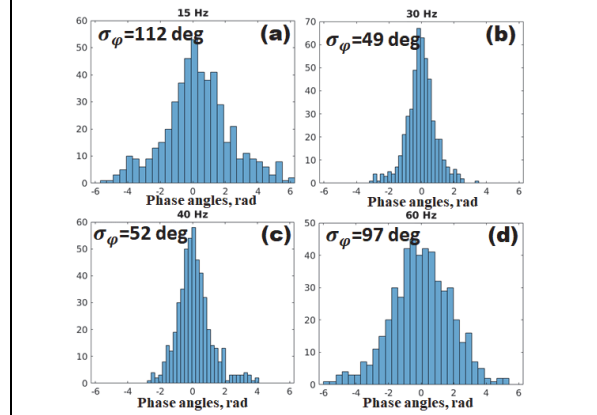 15 Hz
σφ=112 deg (a)
60
50
40
30
20
10
0
-6 -4 -2 0 2 4 6
Phase angles, rad
30 Hz
σφ=49 deg (b)
70
60
50
40
30
20
10
0
-6 -4 -2 0 2 4 6
Phase angles, rad
40 Hz
σφ=52 deg (c)
60
50
40
30
20
10
0
-6 -4 -2 0 2 4 6
Phase angles, rad
60 Hz
σφ=97 deg (d)
50
40
30
20
10
0
-6 -4 -2 0 2 4 6
Phase angles, rad